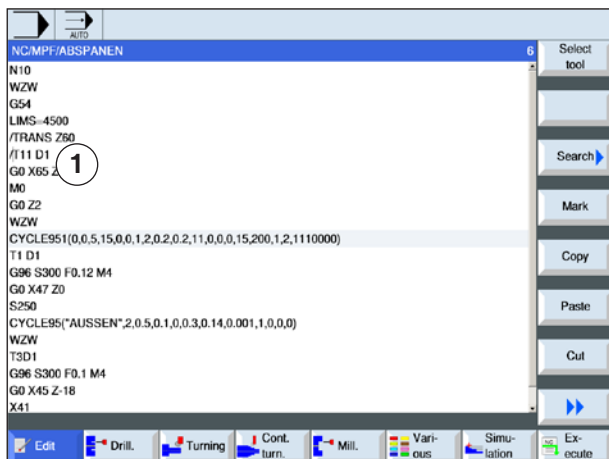 AUTO
NC/MPF/ABSPANEN 6
N10
WZW
G54
LIMS=4500
/TRANS Z60
/T11 D1
1
G0 X65 Z
M0
G0 Z2
WZW
CYCLE951(0,0,5,15,0,0,1,2,0.2,0.2,11,0,0,0,15,200,1,2,1110000)
T1 D1
G96 S300 F0.12 M4
G0 X47 Z0
S250
CYCLE95("AUSSEN",2,0.5,0.1,0,0.3,0.14,0.001,1,0,0,0)
WZW
T3D1
G96 S300 F0.1 M4
G0 X45 Z-18
X41
Select
tool
Search
Mark
Copy
Paste
Cut
Edit
Drill.
Turning
Cont.
turn.
Mill.
Vari-
ous
Simu-
lation
NC
Ex-
ecute